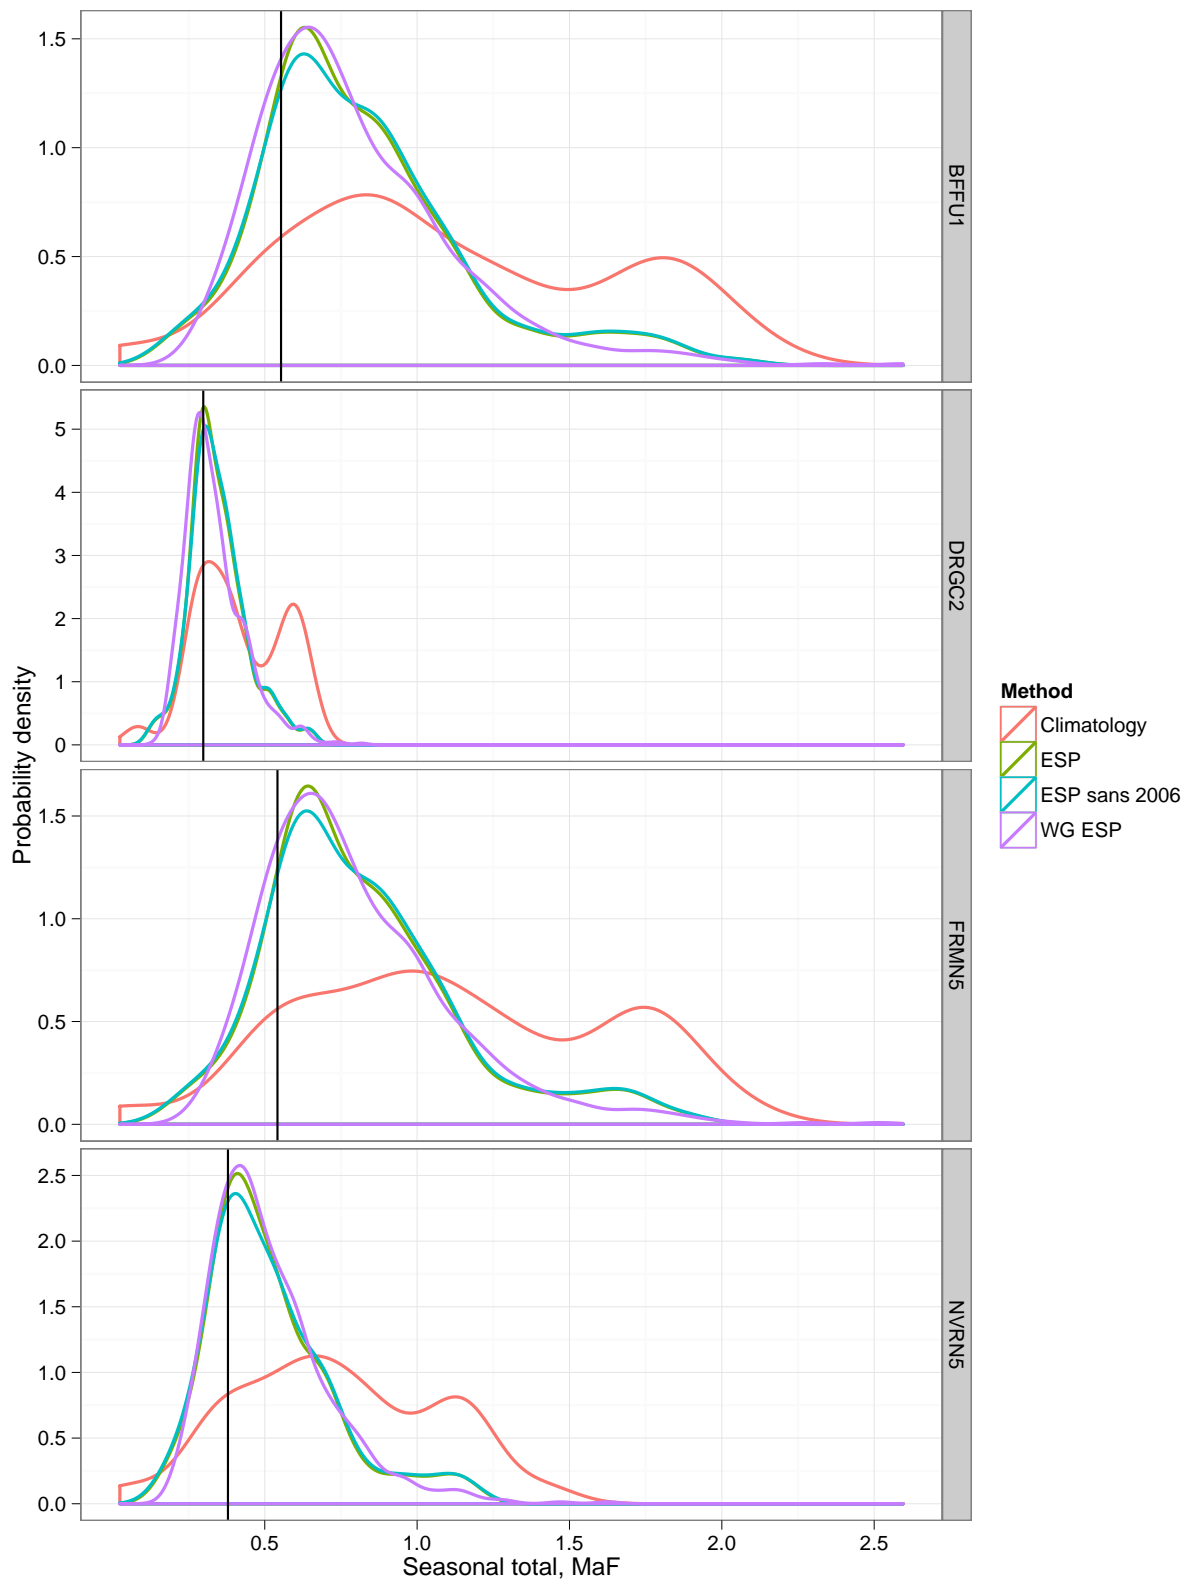 1.5
1.0
0.5
0.0
BFFU1
5
4
3
2
1
0
DRGC2
1.5
1.0
0.5
0.0
FRMN5
2.5
2.0
1.5
1.0
0.5
0.0
NVRN5
0.5 1.0 1.5 2.0 2.5
Seasonal total, MaF
Probability density
Method
Climatology
ESP
ESP sans 2006
WG ESP